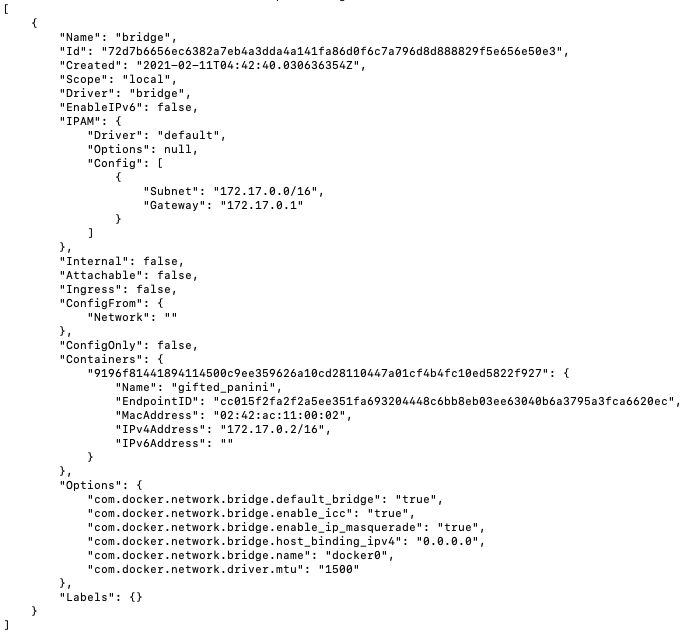 [
    {
        "Name": "bridge",
        "Id": "72d7b6656ec6382a7eb4a3dda4a141fa86d0f6c7a796d8d888829f5e656e50e3",
        "Created": "2021-02-11T04:42:40.030636354Z",
        "Scope": "local",
        "Driver": "bridge",
        "EnableIPv6": false,
        "IPAM": {
            "Driver": "default",
            "Options": null,
            "Config": [
                {
                    "Subnet": "172.17.0.0/16",
                    "Gateway": "172.17.0.1"
                }
            ]
        },
        "Internal": false,
        "Attachable": false,
        "Ingress": false,
        "ConfigFrom": {
            "Network": ""
        },
        "ConfigOnly": false,
        "Containers": {
            "9196f81441894114500c9ee359626a10cd28110447a01cf4b4fc10ed5822f927": {
                "Name": "gifted_panini",
                "EndpointID": "cc015f2fa2f2a5ee351fa693204448c6bb8eb03ee63040b6a3795a3fca6620ec",
                "MacAddress": "02:42:ac:11:00:02",
                "IPv4Address": "172.17.0.2/16",
                "IPv6Address": ""
            }
        },
        "Options": {
            "com.docker.network.bridge.default_bridge": "true",
            "com.docker.network.bridge.enable_icc": "true",
            "com.docker.network.bridge.enable_ip_masquerade": "true",
            "com.docker.network.bridge.host_binding_ipv4": "0.0.0.0",
            "com.docker.network.bridge.name": "docker0",
            "com.docker.network.driver.mtu": "1500"
        },
        "Labels": {}
    }
]